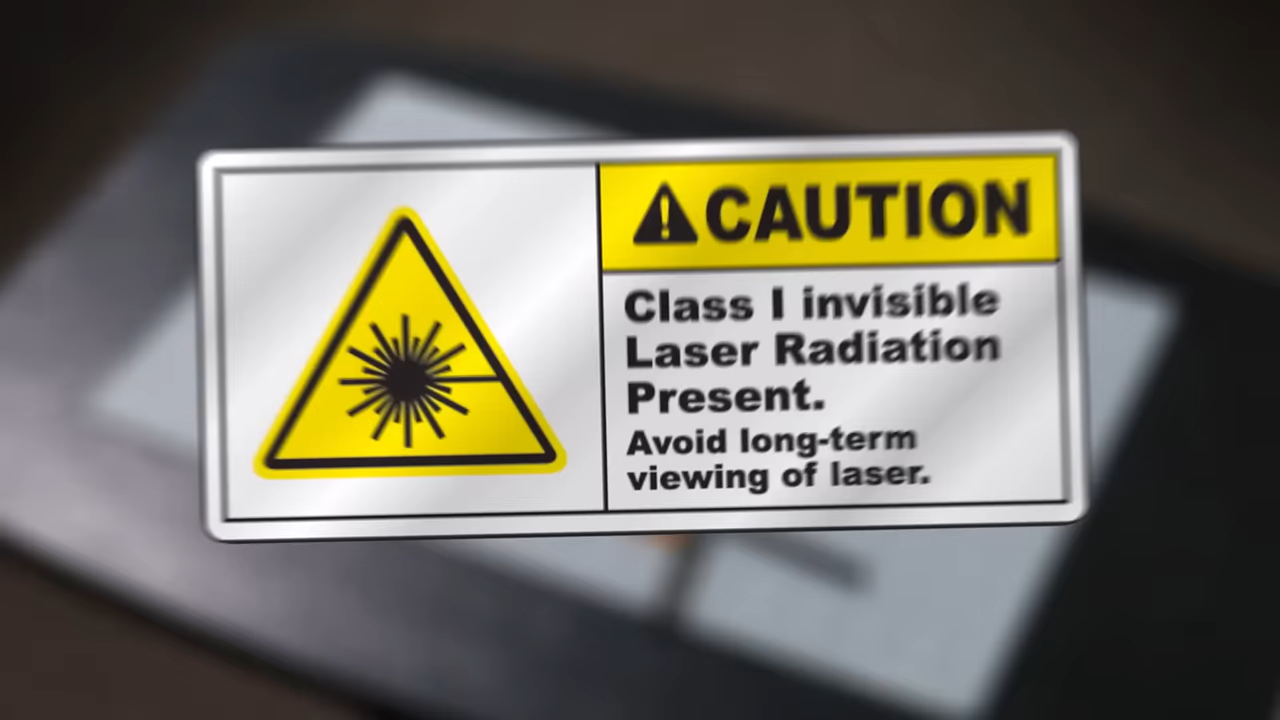 CAUTION
Class I invisible
Laser Radiation
Present.
Avoid long-term
viewing of laser.